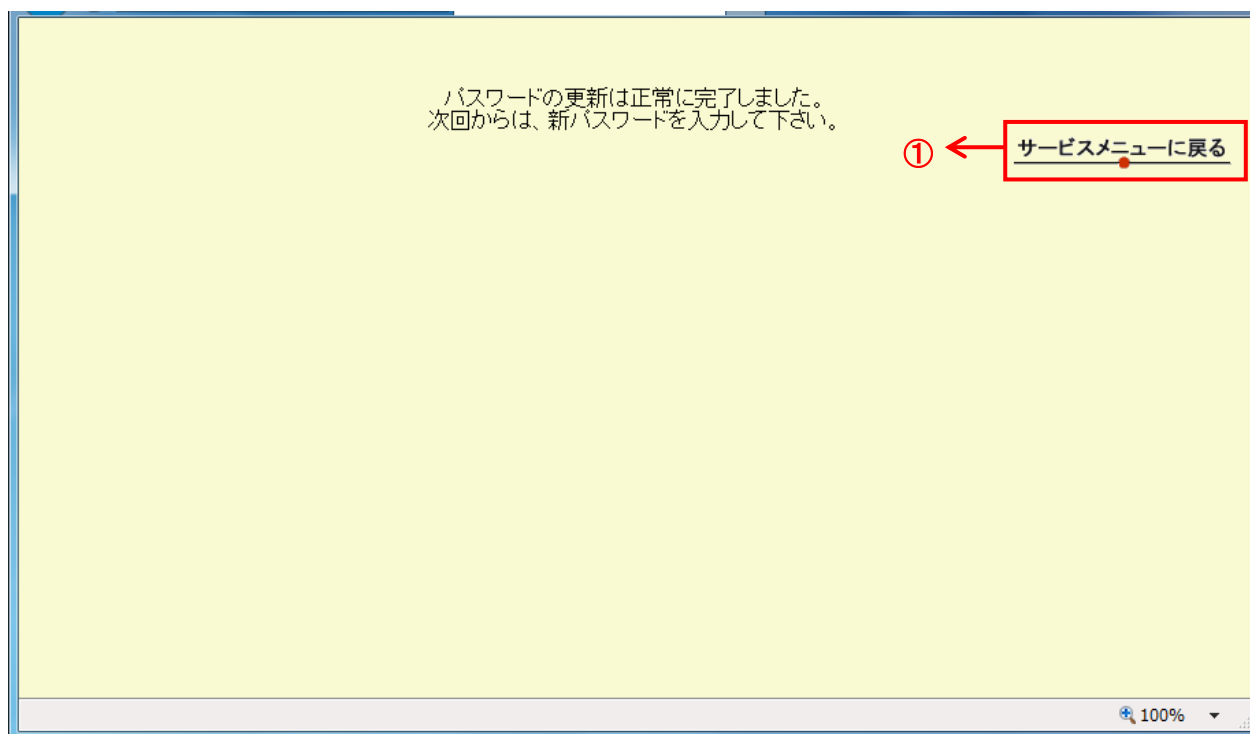 パスワードの更新は正常に完了しました。
次回からは、新パスワードを入力して下さい。
① サービスメニューに戻る
100%